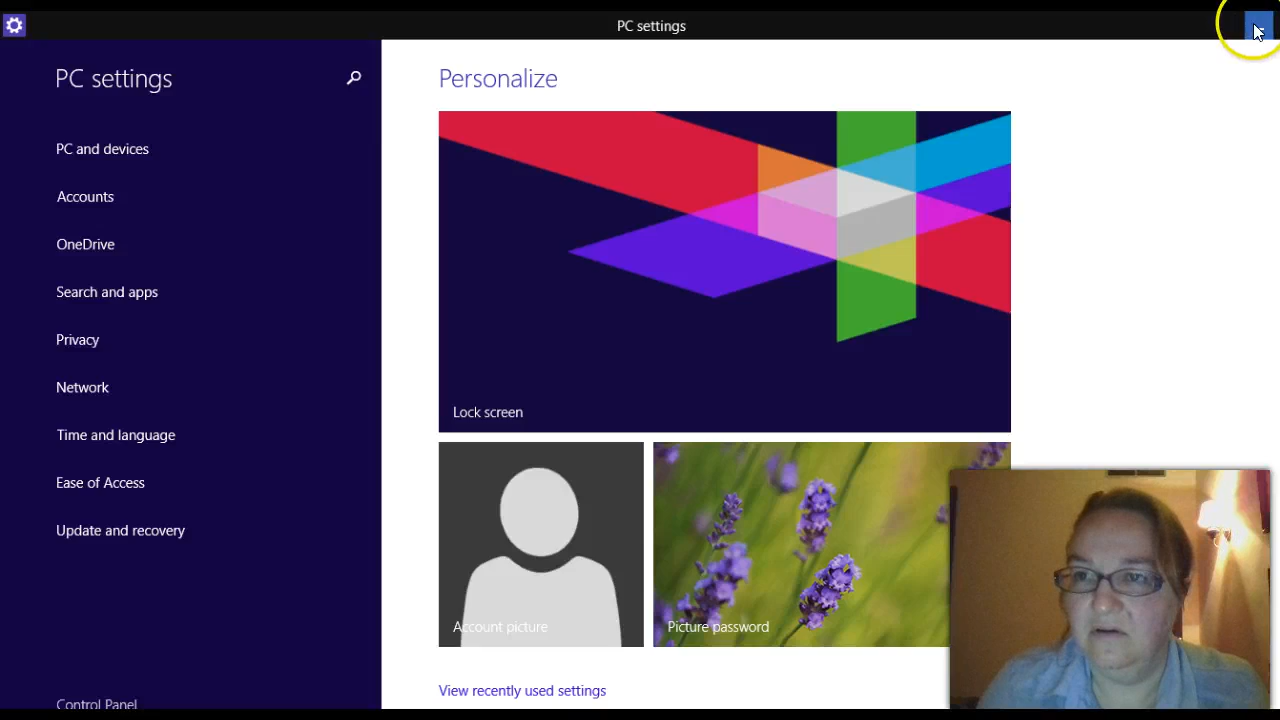 PC settings
PC settings
Personalize
PC and devices
Accounts
OneDrive
Search and apps
Privacy
Network
Time and language
Ease of Access
Update and recovery
Control Panel
Lock screen
Account picture
Picture password
View recently used settings